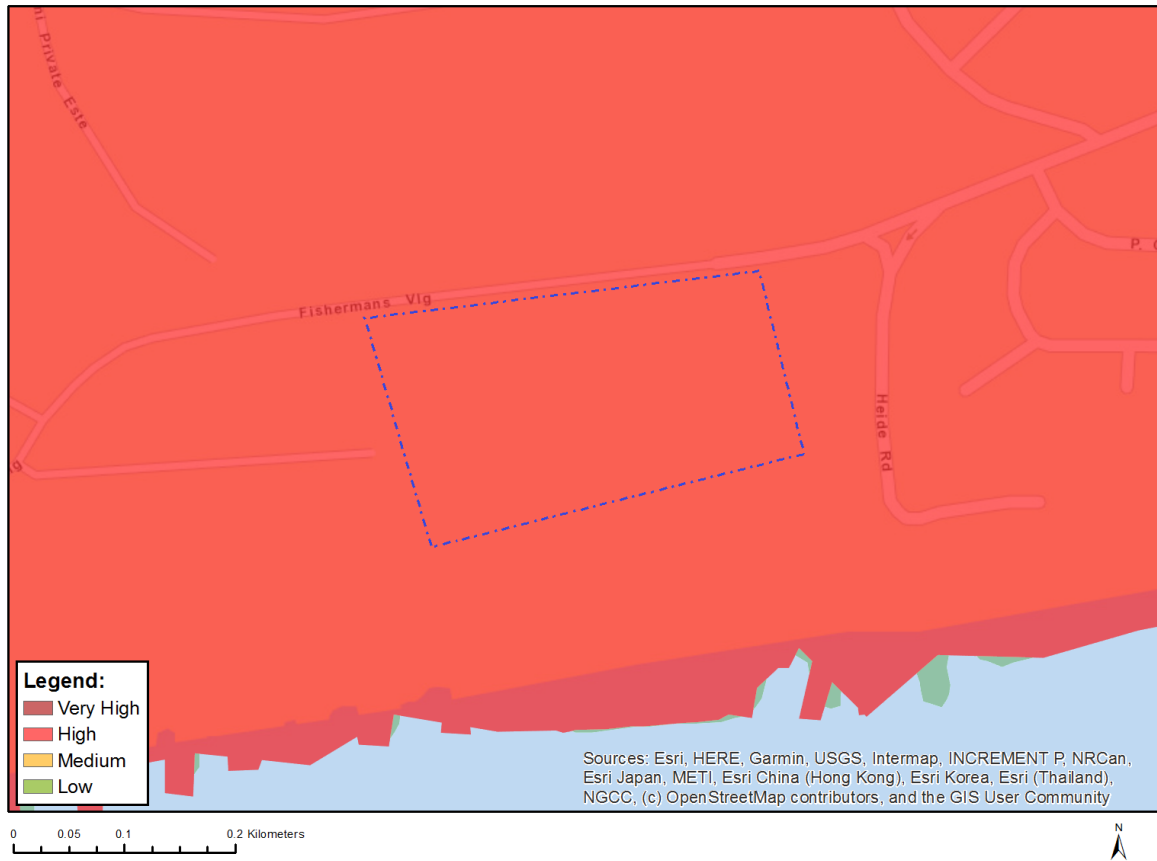 ni Private Este
Fishermans Vlg
P. C
Heide Rd
lg
Legend:
Very High
High
Medium
Low
Sources: Esri, HERE, Garmin, USGS, Intermap, INCREMENT P, NRCan,
Esri Japan, METI, Esri China (Hong Kong), Esri Korea, Esri (Thailand),
NGCC, (c) OpenStreetMap contributors, and the GIS User Community
0 0.05 0.1 0.2 Kilometers
N